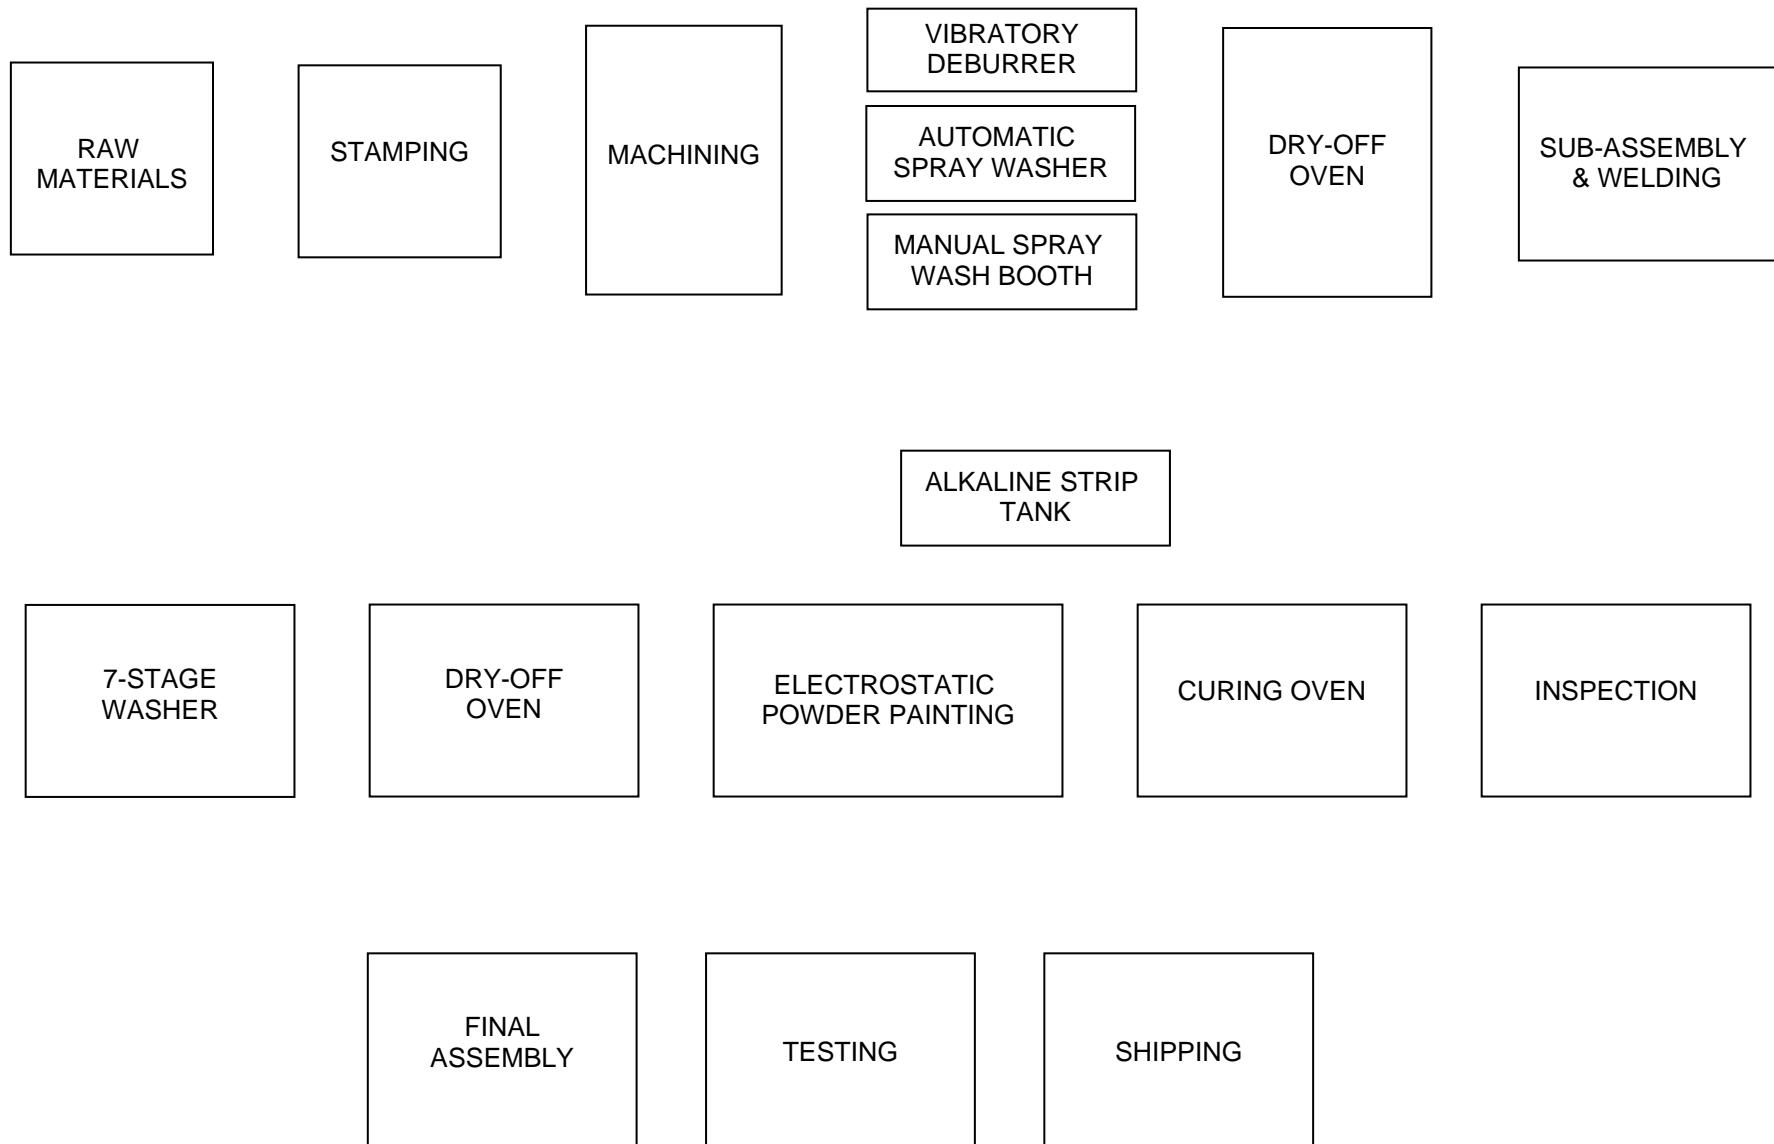 RAW
MATERIALS
STAMPING
MACHINING
VIBRATORY
DEBURRER
AUTOMATIC
SPRAY WASHER
MANUAL SPRAY
WASH BOOTH
DRY-OFF
OVEN
SUB-ASSEMBLY
& WELDING
ALKALINE STRIP
TANK
7-STAGE
WASHER
DRY-OFF
OVEN
ELECTROSTATIC
POWDER PAINTING
CURING OVEN
INSPECTION
FINAL
ASSEMBLY
TESTING
SHIPPING